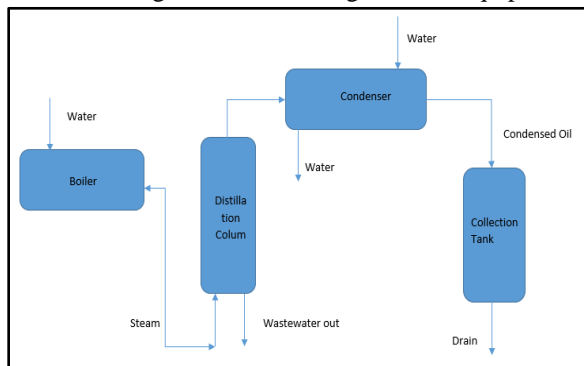 Water
Condenser
Water
Condensed Oil
Boiler
Water
Distilla
tion
Colum
Collection
Tank
Steam
Wastewater out
Drain